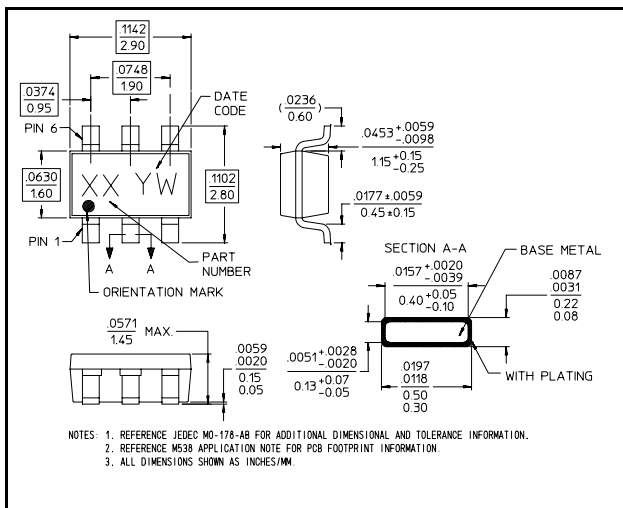 .1142
2.90
.0748
1.90
.0374
0.95
DATE
CODE
PIN 6
.0630
1.60
XX YW
.1102
2.80
PIN 1
A A
PART
NUMBER
ORIENTATION MARK
(.0236
0.60)
.0453 +.0059
-.0098
1.15 +0.15
-0.25
.0177 ±.0059
0.45 ±0.15
SECTION A-A
BASE METAL
.0157 +.0020
-.0039
0.40 +0.05
-0.10
.0087
.0031
0.22
0.08
.0051 +.0028
-.0020
0.13 +0.07
-0.05
.0197
.0118
0.50
0.30
WITH PLATING
.0571
1.45 MAX.
.0059
.0020
0.15
0.05
NOTES: 1. REFERENCE JEDEC MO-178-AB FOR ADDITIONAL DIMENSIONAL AND TOLERANCE INFORMATION.
2. REFERENCE M538 APPLICATION NOTE FOR PCB FOOTPRINT INFORMATION.
3. ALL DIMENSIONS SHOWN AS INCHES/MM.